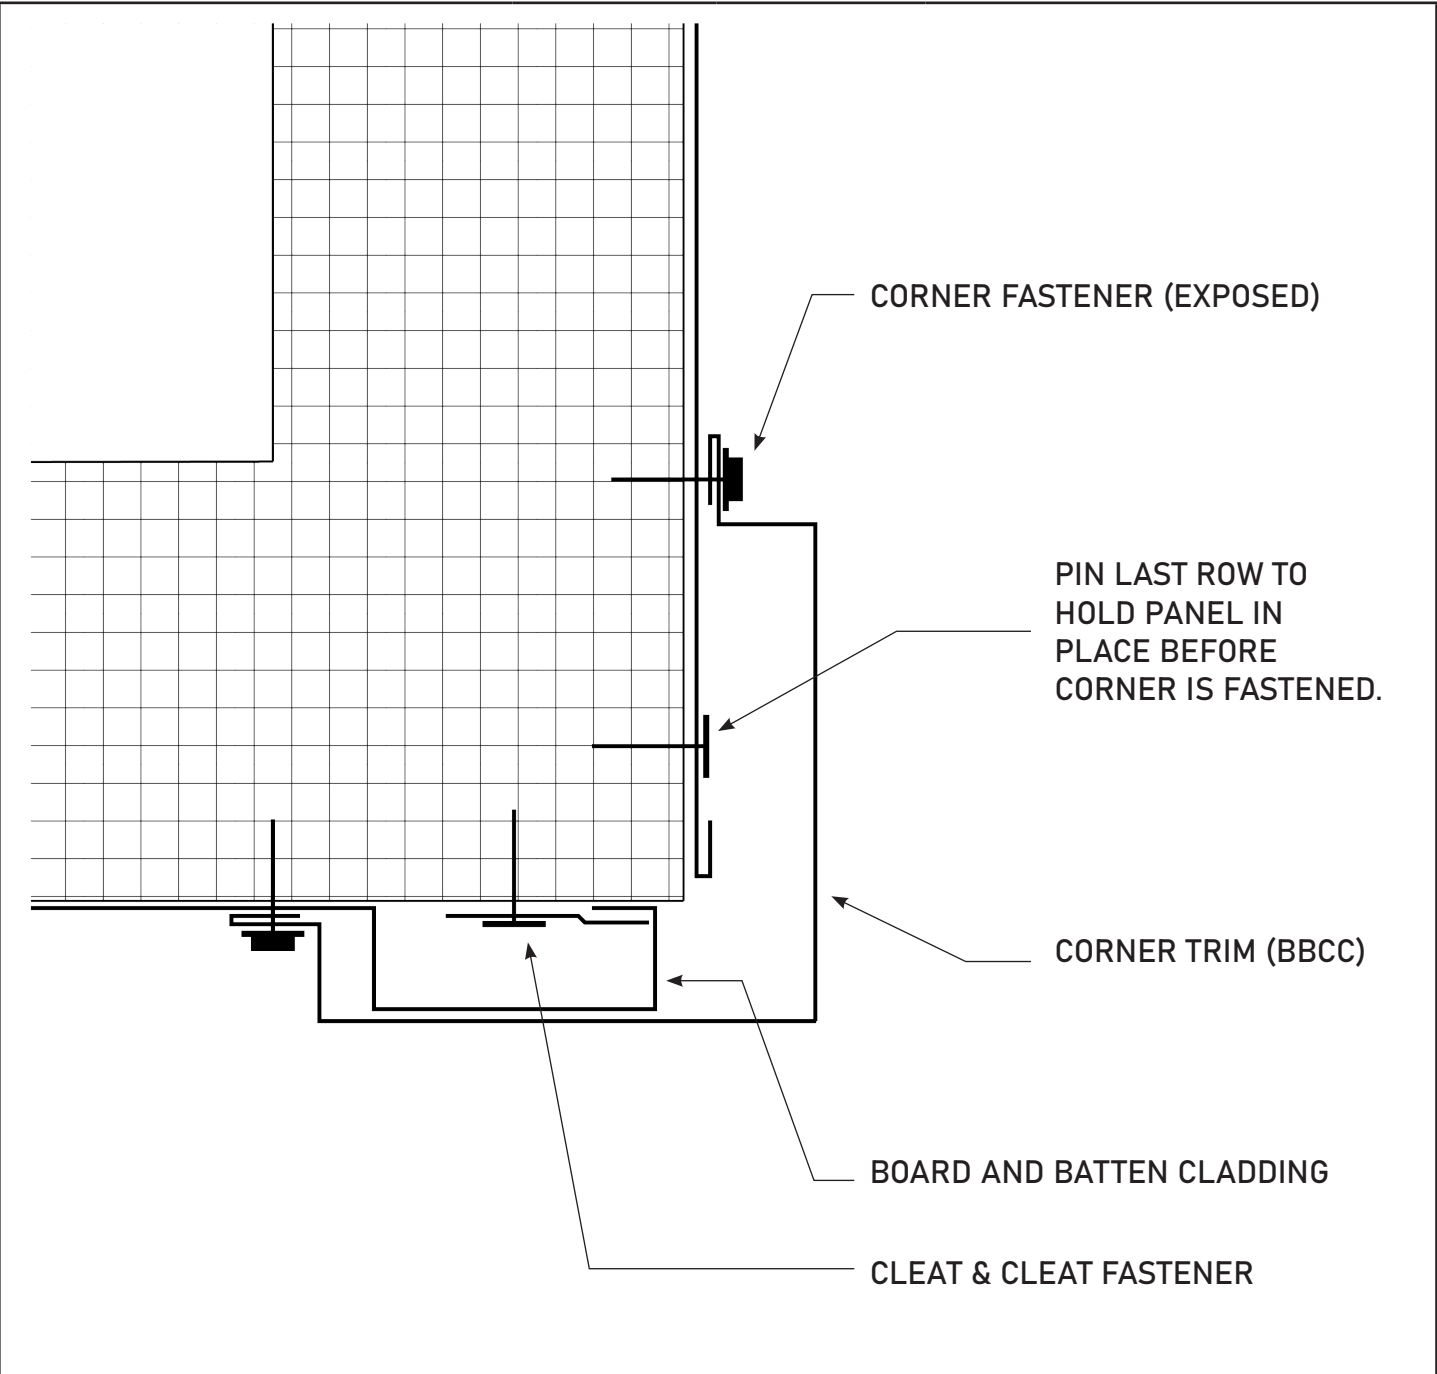 CORNER FASTENER (EXPOSED)
PIN LAST ROW TO
HOLD PANEL IN
PLACE BEFORE
CORNER IS FASTENED.
CORNER TRIM (BBCC)
BOARD AND BATTEN CLADDING
CLEAT & CLEAT FASTENER